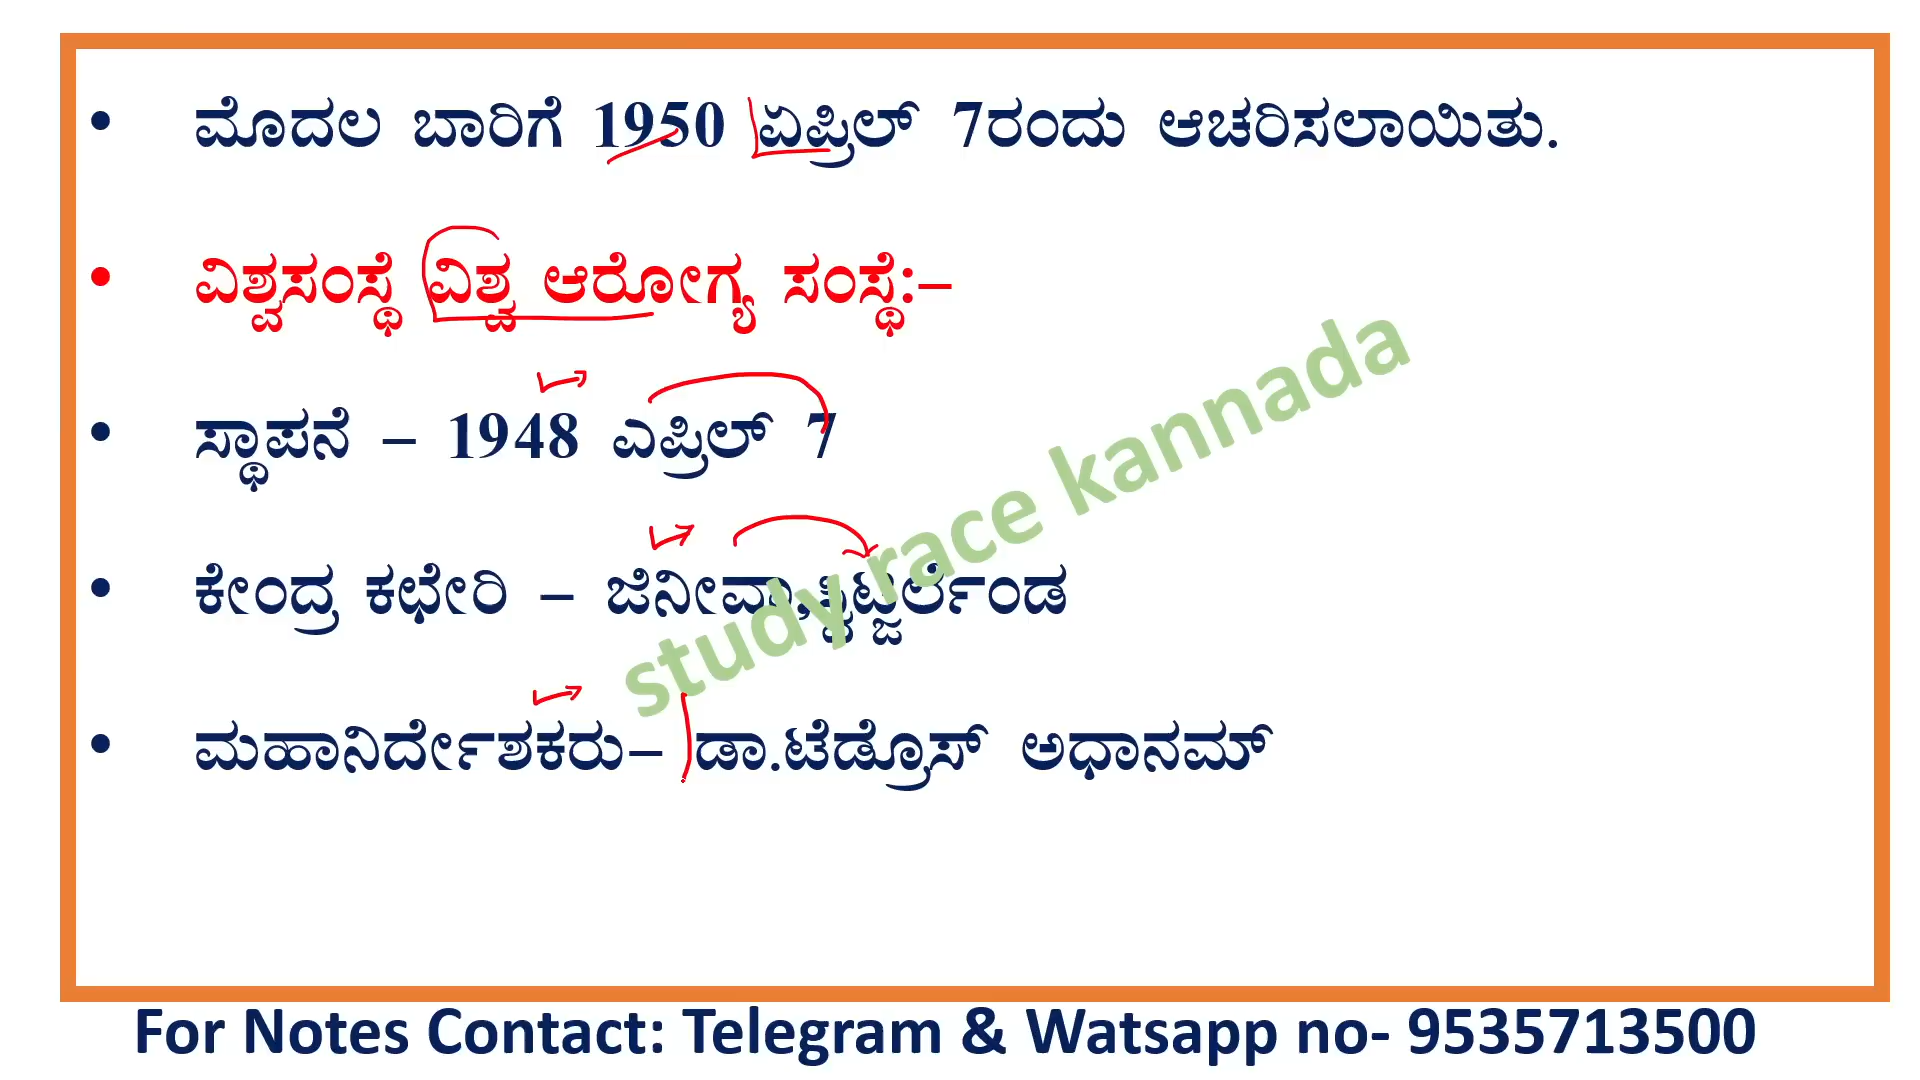 • ಮೊದಲ ಬಾರಿಗೆ 1950 ಏಪ್ರಿಲ್ 7ರಂದು ಆಚರಿಸಲಾಯಿತು.
• ವಿಶ್ವಸಂಸ್ಥೆ ವಿಶ್ವ ಆರೋಗ್ಯ ಸಂಸ್ಥೆ:–
• ಸ್ಥಾಪನೆ – 1948 ಎಪ್ರಿಲ್ 7
• ಕೇಂದ್ರ ಕಛೇರಿ – ಜಿನೀವಾ,ಸ್ವಿಟ್ಜರ್ಲೆಂಡ
• ಮಹಾನಿರ್ದೇಶಕರು– ಡಾ.ಟೆಡ್ರೊಸ್ ಅಧಾನಮ್
study race kannada
For Notes Contact: Telegram & Watsapp no- 9535713500